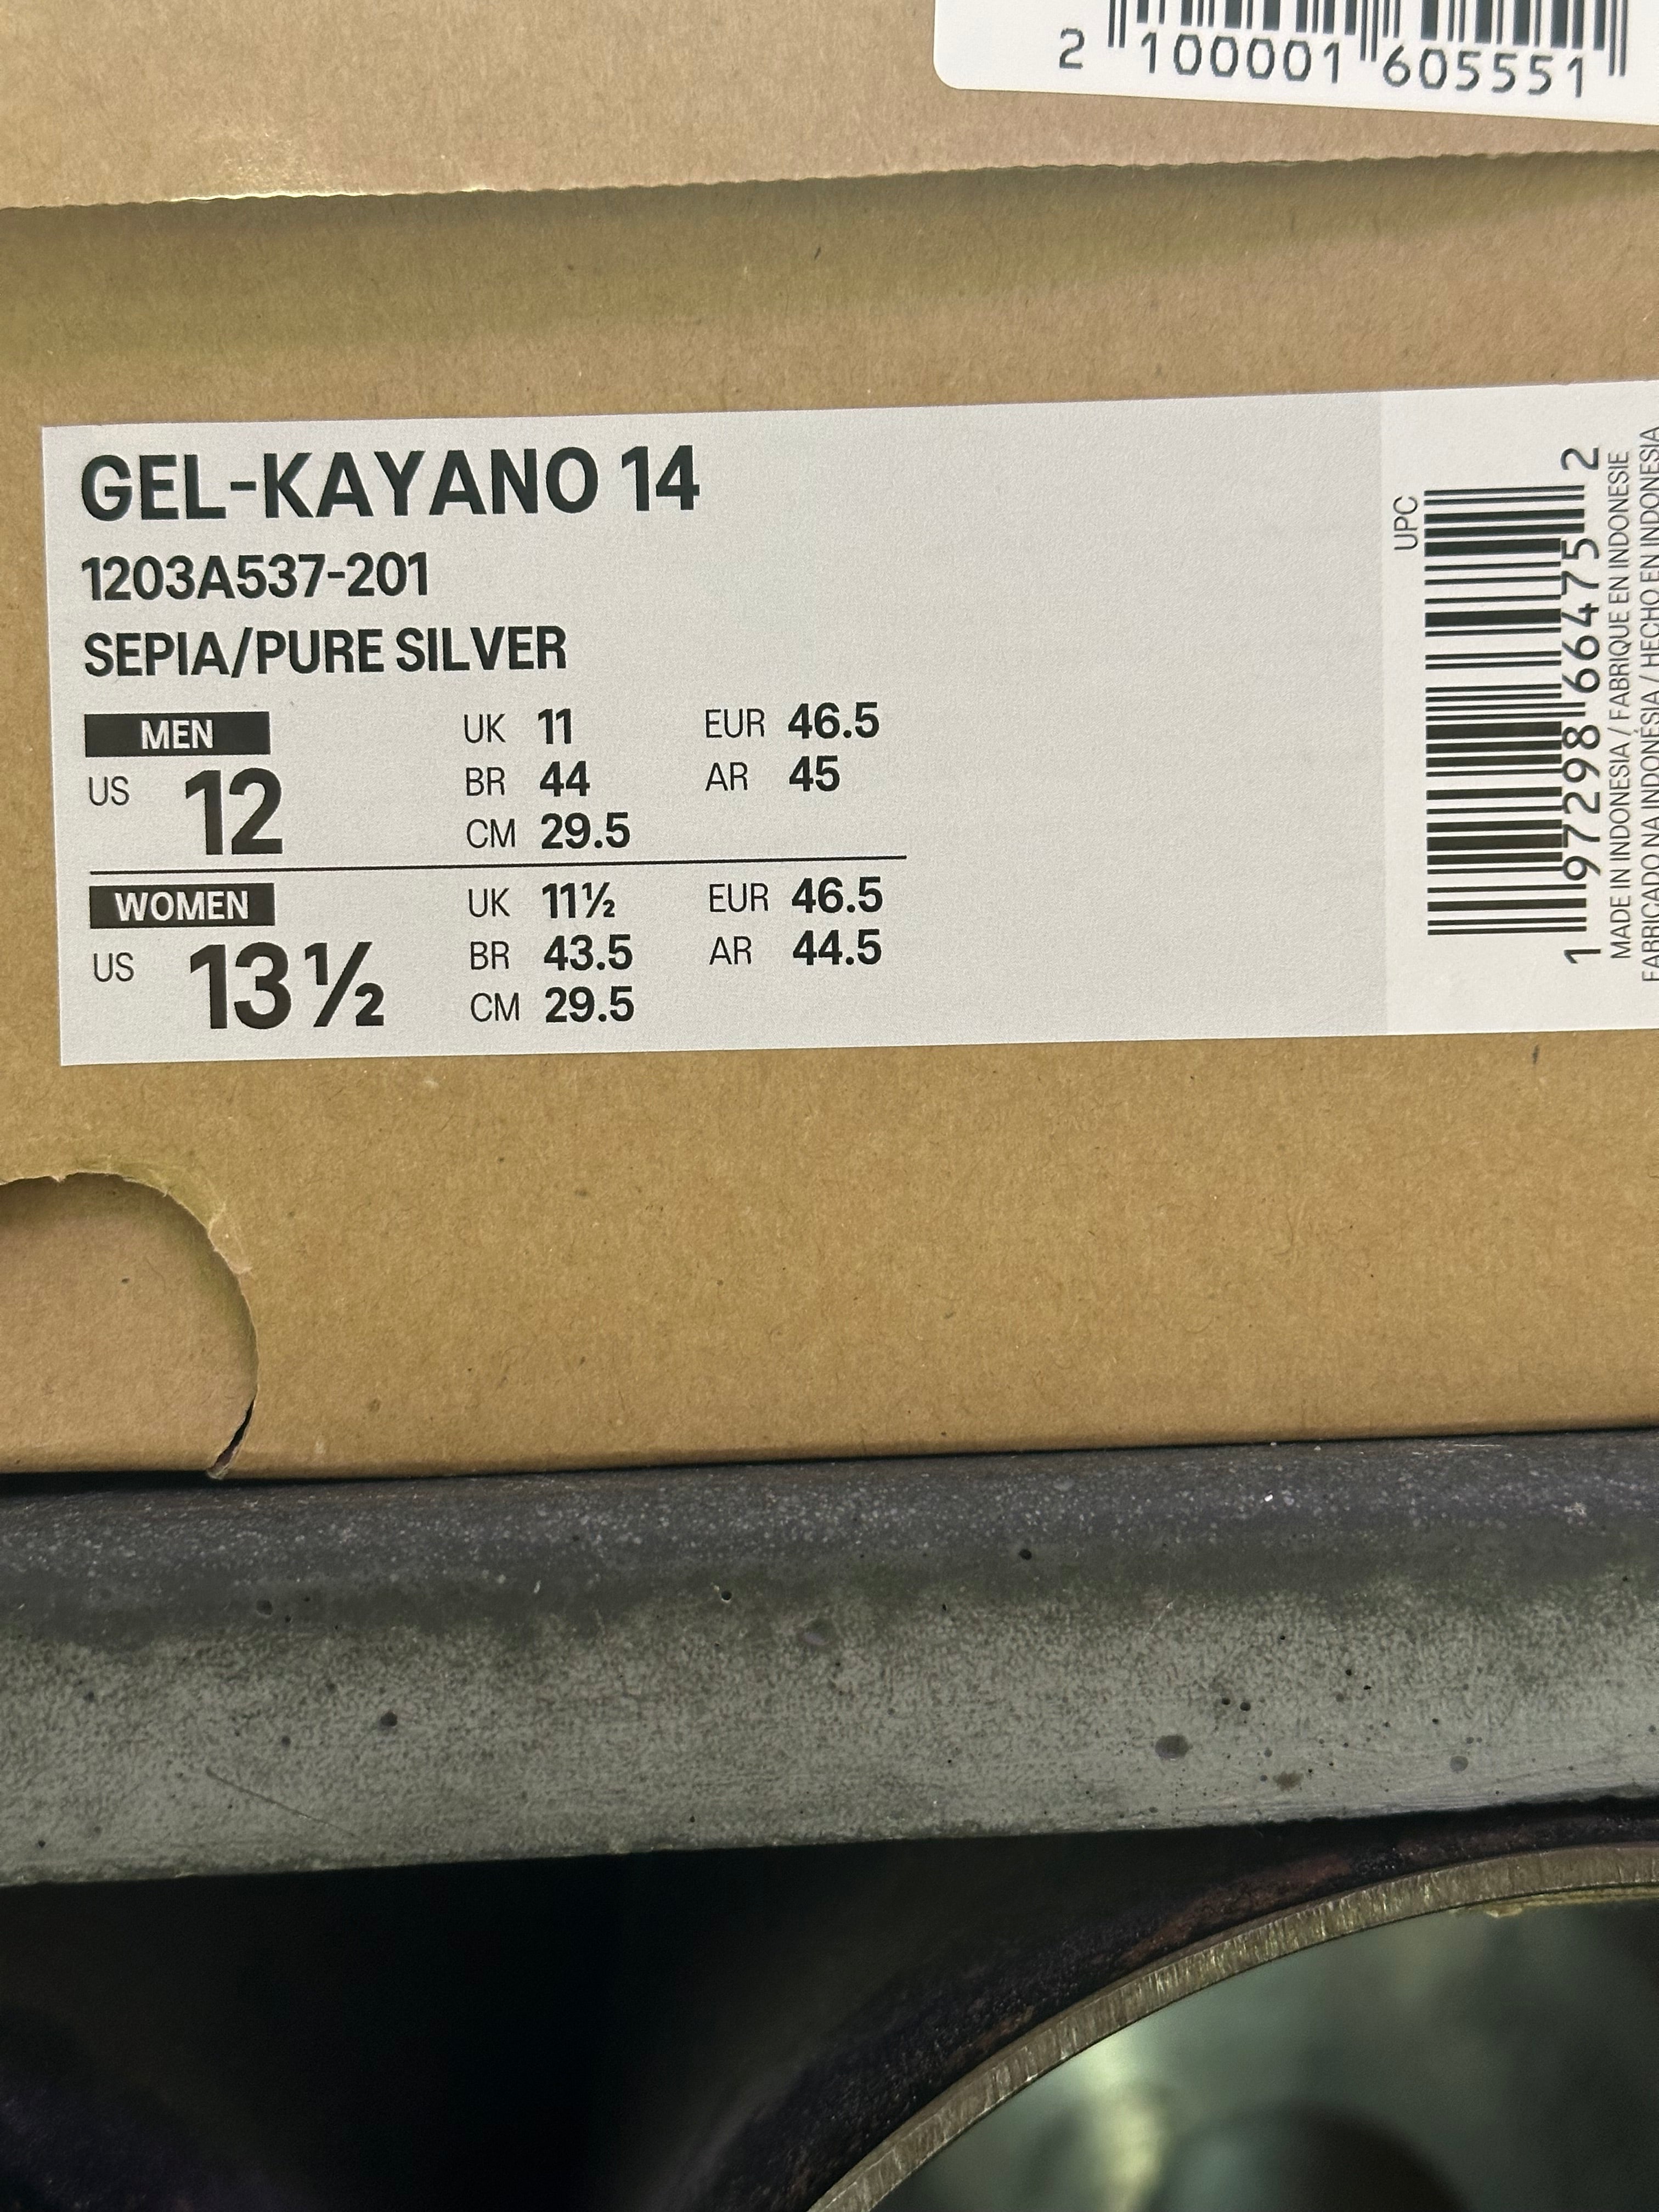 2 100001 605551
GEL-KAYANO 14
1203A537-201
SEPIA/PURE SILVER
MEN
US 12
UK 11 EUR 46.5
BR 44 AR 45
CM 29.5
WOMEN
US 13½
UK 11½ EUR 46.5
BR 43.5 AR 44.5
CM 29.5
UPC
1 97298 66475 2
MADE IN INDONESIA / FABRIQUE EN INDONESIE
FABRICADO NA INDONÉSIA / HECHO EN INDONESIA